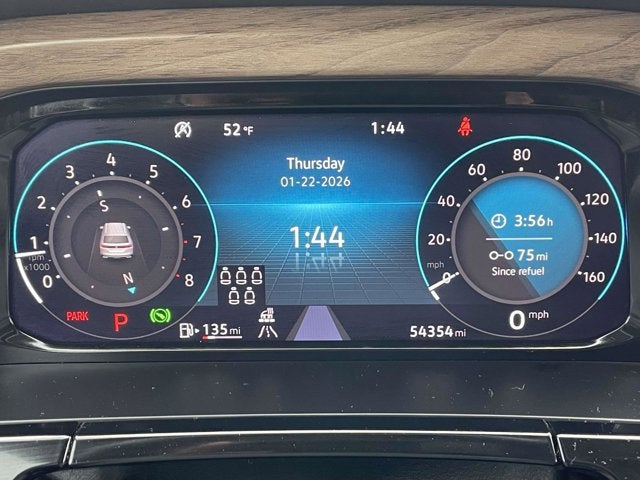 52 °F
1:44
Thursday
01-22-2026
1:44
0 1 2 3 4 5 6 7 8
rpm
x1000
S
N
PARK
P
135 mi
54354 mi
20 40 60 80 100 120 140 160
mph
3:56 h
75 mi
Since refuel
0 mph